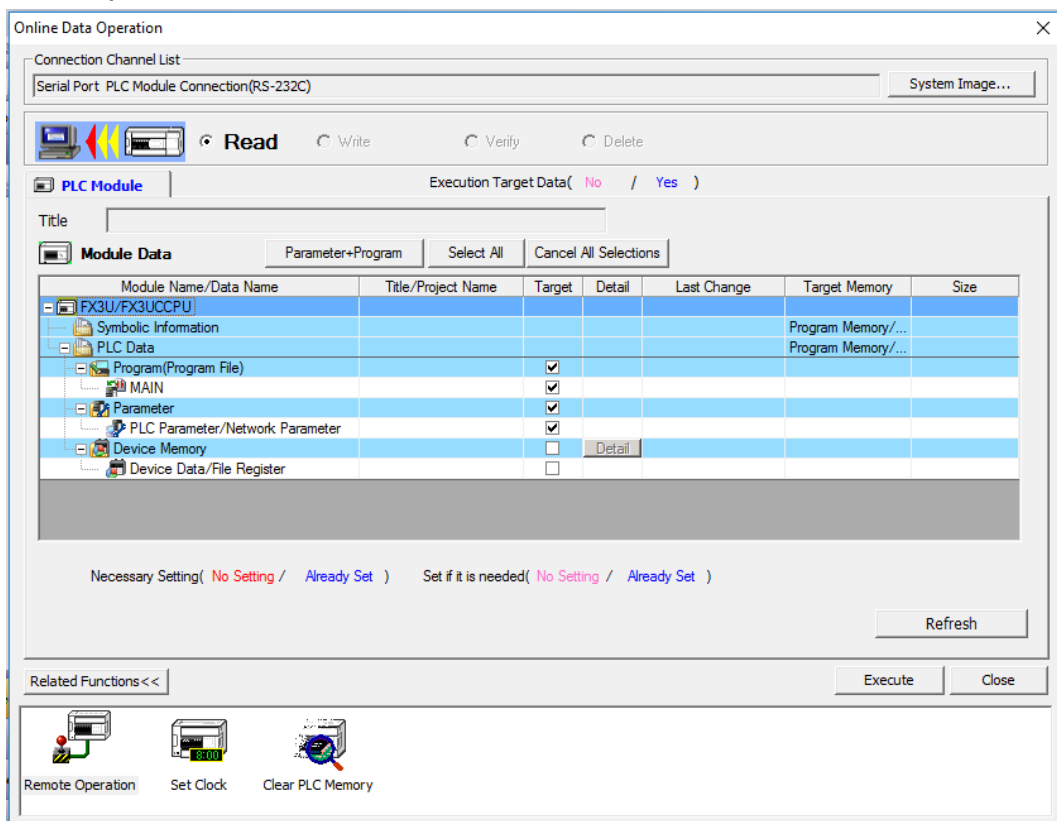 Online Data Operation
Connection Channel List
Serial Port PLC Module Connection(RS-232C)
System Image...
Read
Write
Verify
Delete
PLC Module
Execution Target Data( No / Yes )
Title
Module Data
Parameter+Program
Select All
Cancel All Selections
Module Name/Data Name Title/Project Name Target Detail Last Change Target Memory Size
FX3U/FX3UCCPU
Symbolic Information Program Memory/...
PLC Data Program Memory/...
Program(Program File)
MAIN
Parameter
PLC Parameter/Network Parameter
Device Memory Detail
Device Data/File Register
Necessary Setting( No Setting / Already Set ) Set if it is needed( No Setting / Already Set )
Refresh
Related Functions<<
Execute
Close
8:00
Remote Operation
Set Clock
Clear PLC Memory